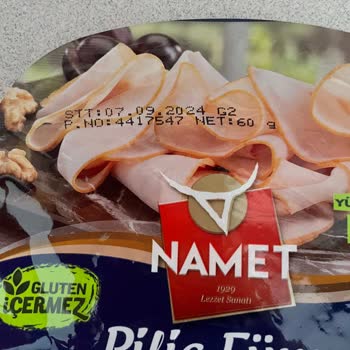 STT:07.09.2024 G2
P.NO:4417547 NET:60 g
NAMET
1929
Lezzet Sanatı
GLUTEN
İÇERMEZ